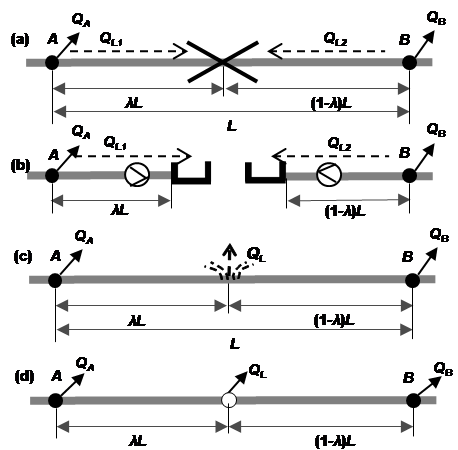 (a) A Q_A Q_L1 Q_L2 B Q_B
λL (1-λ)L
L
(b) A Q_A Q_L1 Q_L2 B Q_B
λL (1-λ)L
(c) A Q_A Q_L B Q_B
λL (1-λ)L
L
(d) A Q_A Q_L B Q_B
λL (1-λ)L